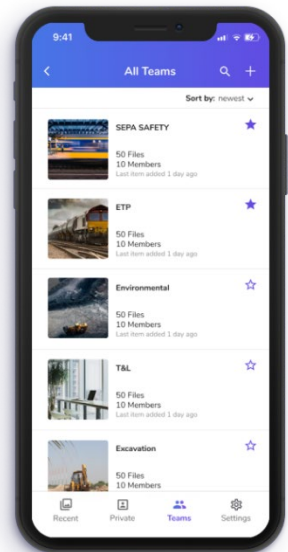 9:41
All Teams
Sort by: newest
SEPA SAFETY
50 Files
10 Members
Last item added 1 day ago
ETP
50 Files
10 Members
Last item added 1 day ago
Environmental
50 Files
10 Members
Last item added 1 day ago
T&L
50 Files
10 Members
Last item added 1 day ago
Excavation
50 Files
10 Members
Recent Private Teams Settings